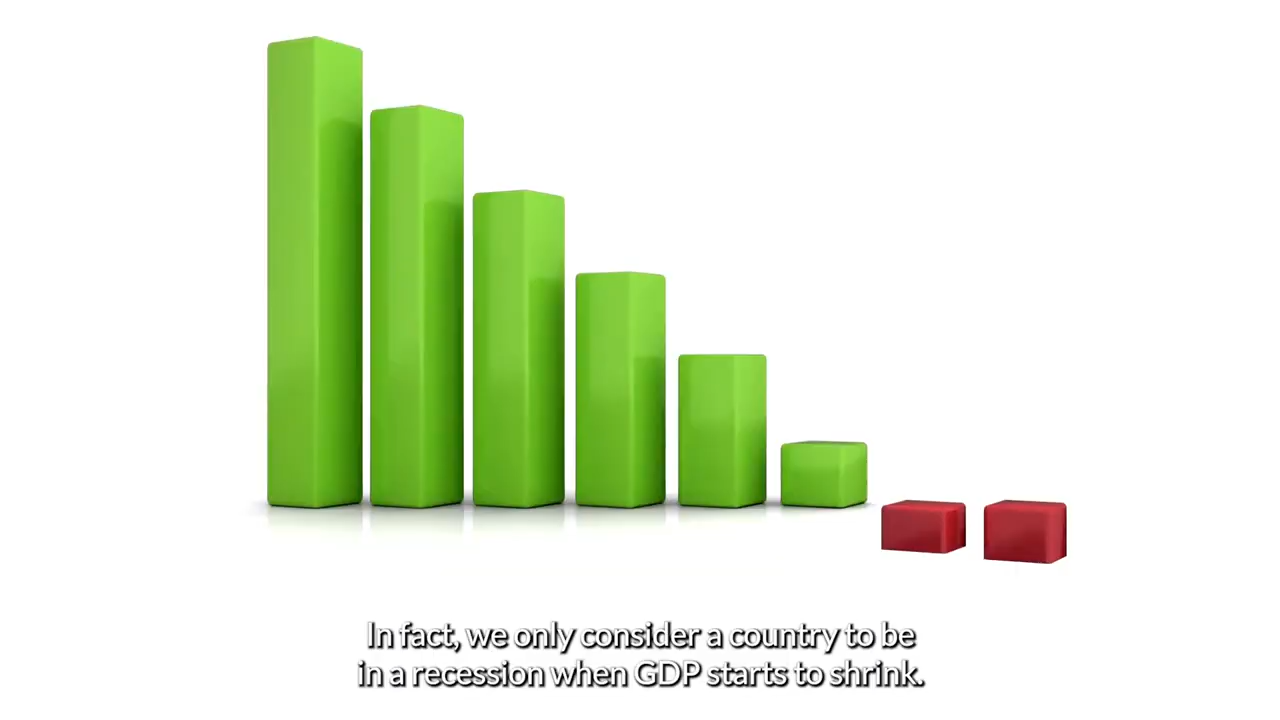 In fact, we only consider a country to be
in a recession when GDP starts to shrink.